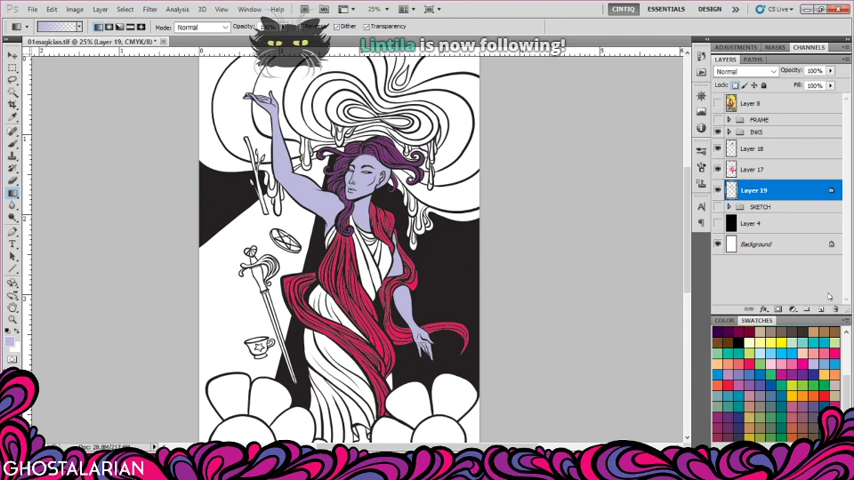 PS File Edit Image Layer Select Filter Analysis 3D View Window Help 25% CINTIQ ESSENTIALS DESIGN CS Live
Mode: Normal Opacity: 100% Reverse Dither Transparency
Lintila is now following!
01magician.tif @ 25% (Layer 19, CMYK/8) *
ADJUSTMENTS MASKS CHANNELS
LAYERS PATHS
Normal Opacity: 100%
Lock: Fill: 100%
Layer 8
FRAME
INKS
Layer 18
Layer 17
Layer 19
SKETCH
Layer 4
Background
COLOR SWATCHES
GHOSTALARIAN